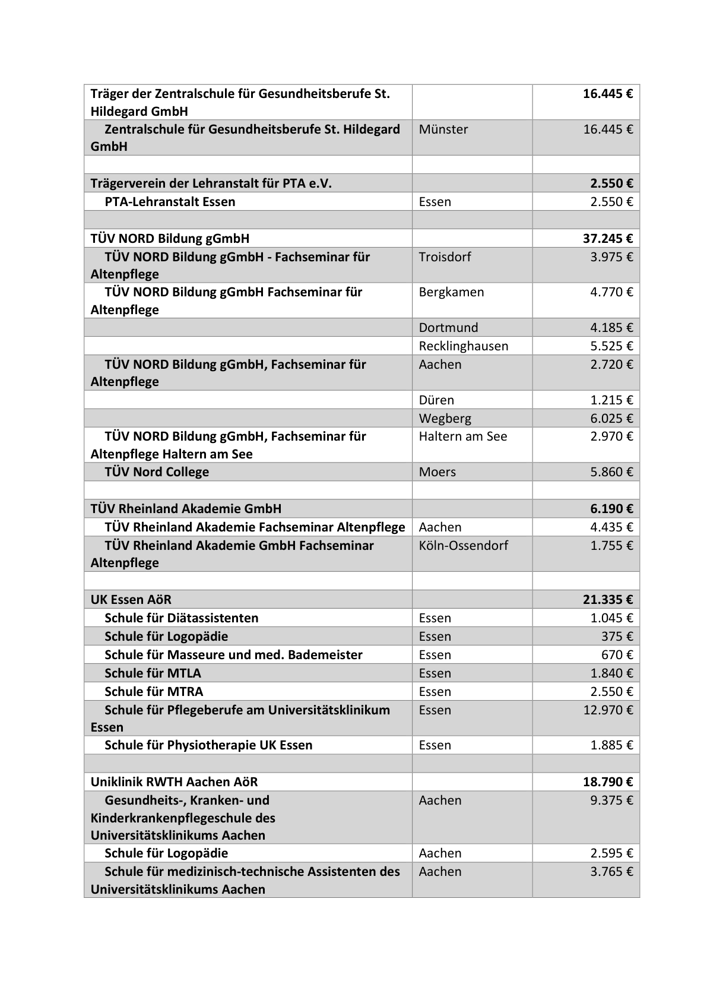 Träger der Zentralschule für Gesundheitsberufe St. 16.445 €
Hildegard GmbH
Zentralschule für Gesundheitsberufe St. Hildegard Münster 16.445 €
GmbH
Trägerverein der Lehranstalt für PTA e.V. 2.550 €
PTA-Lehranstalt Essen Essen 2.550 €
TÜV NORD Bildung gGmbH 37.245 €
TÜV NORD Bildung gGmbH - Fachseminar für Troisdorf 3.975 €
Altenpflege
TÜV NORD Bildung gGmbH Fachseminar für Bergkamen 4.770 €
Altenpflege
Dortmund 4.185 €
Recklinghausen 5.525 €
TÜV NORD Bildung gGmbH, Fachseminar für Aachen 2.720 €
Altenpflege
Düren 1.215 €
Wegberg 6.025 €
TÜV NORD Bildung gGmbH, Fachseminar für Haltern am See 2.970 €
Altenpflege Haltern am See
TÜV Nord College Moers 5.860 €
TÜV Rheinland Akademie GmbH 6.190 €
TÜV Rheinland Akademie Fachseminar Altenpflege Aachen 4.435 €
TÜV Rheinland Akademie GmbH Fachseminar Köln-Ossendorf 1.755 €
Altenpflege
UK Essen AöR 21.335 €
Schule für Diätassistenten Essen 1.045 €
Schule für Logopädie Essen 375 €
Schule für Masseure und med. Bademeister Essen 670 €
Schule für MTLA Essen 1.840 €
Schule für MTRA Essen 2.550 €
Schule für Pflegeberufe am Universitätsklinikum Essen 12.970 €
Essen
Schule für Physiotherapie UK Essen Essen 1.885 €
Uniklinik RWTH Aachen AöR 18.790 €
Gesundheits-, Kranken- und Aachen 9.375 €
Kinderkrankenpflegeschule des
Universitätsklinikums Aachen
Schule für Logopädie Aachen 2.595 €
Schule für medizinisch-technische Assistenten des Aachen 3.765 €
Universitätsklinikums Aachen